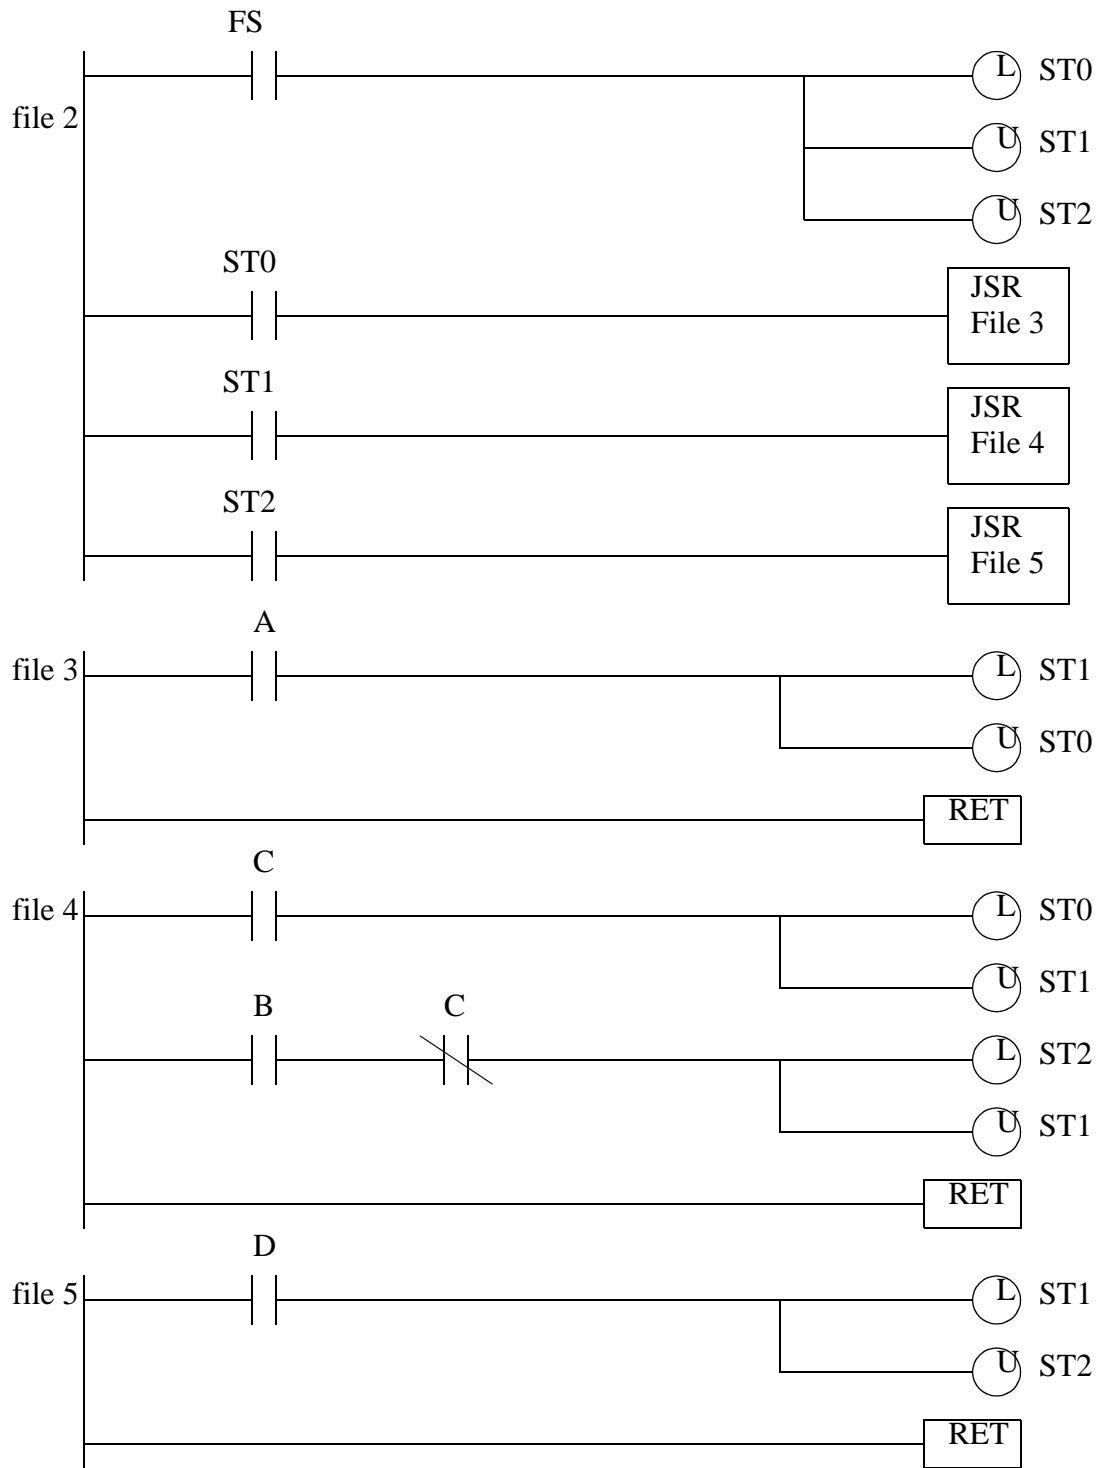 FS
L ST0
file 2
U ST1
U ST2
ST0
JSR
File 3
ST1
JSR
File 4
ST2
JSR
File 5
A
file 3
L ST1
U ST0
RET
C
file 4
L ST0
U ST1
B C
L ST2
U ST1
RET
D
file 5
L ST1
U ST2
RET